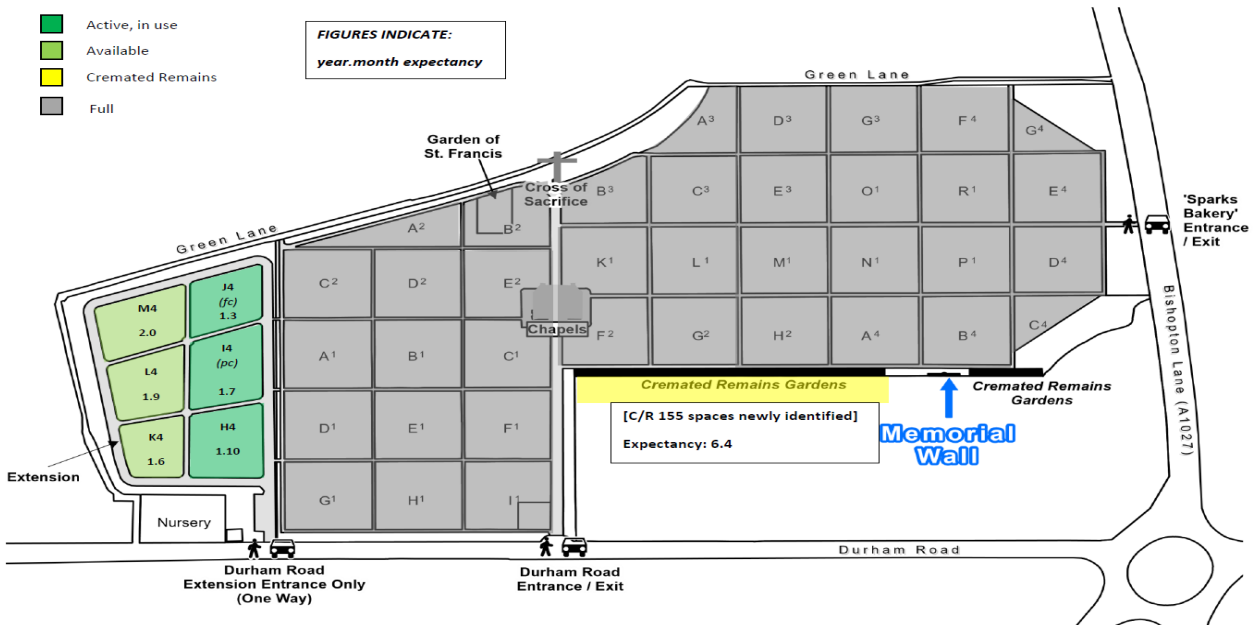 Active, in use
Available
Cremated Remains
Full
FIGURES INDICATE:
year.month expectancy
Green Lane
Garden of
St. Francis
Cross of
Sacrifice
A³
D³
G³
F⁴
G⁴
B³
C³
E³
O¹
R¹
E⁴
'Sparks
Bakery'
Entrance
/ Exit
Green Lane
A²
B²
C²
D²
E²
K¹
L¹
M¹
N¹
P¹
D⁴
J4
(fc)
1.3
M4
2.0
I4
(pc)
1.7
L4
1.9
H4
1.10
K4
1.6
Extension
Nursery
Chapels
A¹
B¹
C¹
F²
G²
H²
A⁴
B⁴
C⁴
D¹
E¹
F¹
G¹
H¹
I¹
Cremated Remains Gardens
Cremated Remains
Gardens
[C/R 155 spaces newly identified]
Expectancy: 6.4
Memorial
Wall
Bishopton Lane (A1027)
Durham Road
Durham Road
Extension Entrance Only
(One Way)
Durham Road
Entrance / Exit